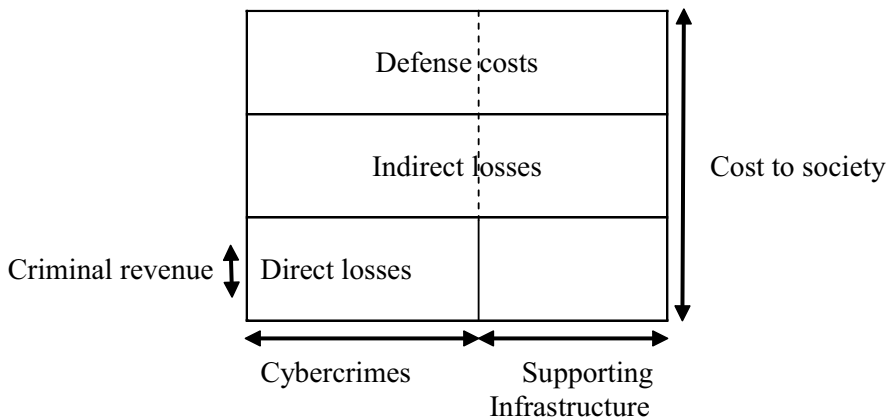 Defense costs
Indirect losses
Cost to society
Criminal revenue
Direct losses
Cybercrimes
Supporting
Infrastructure